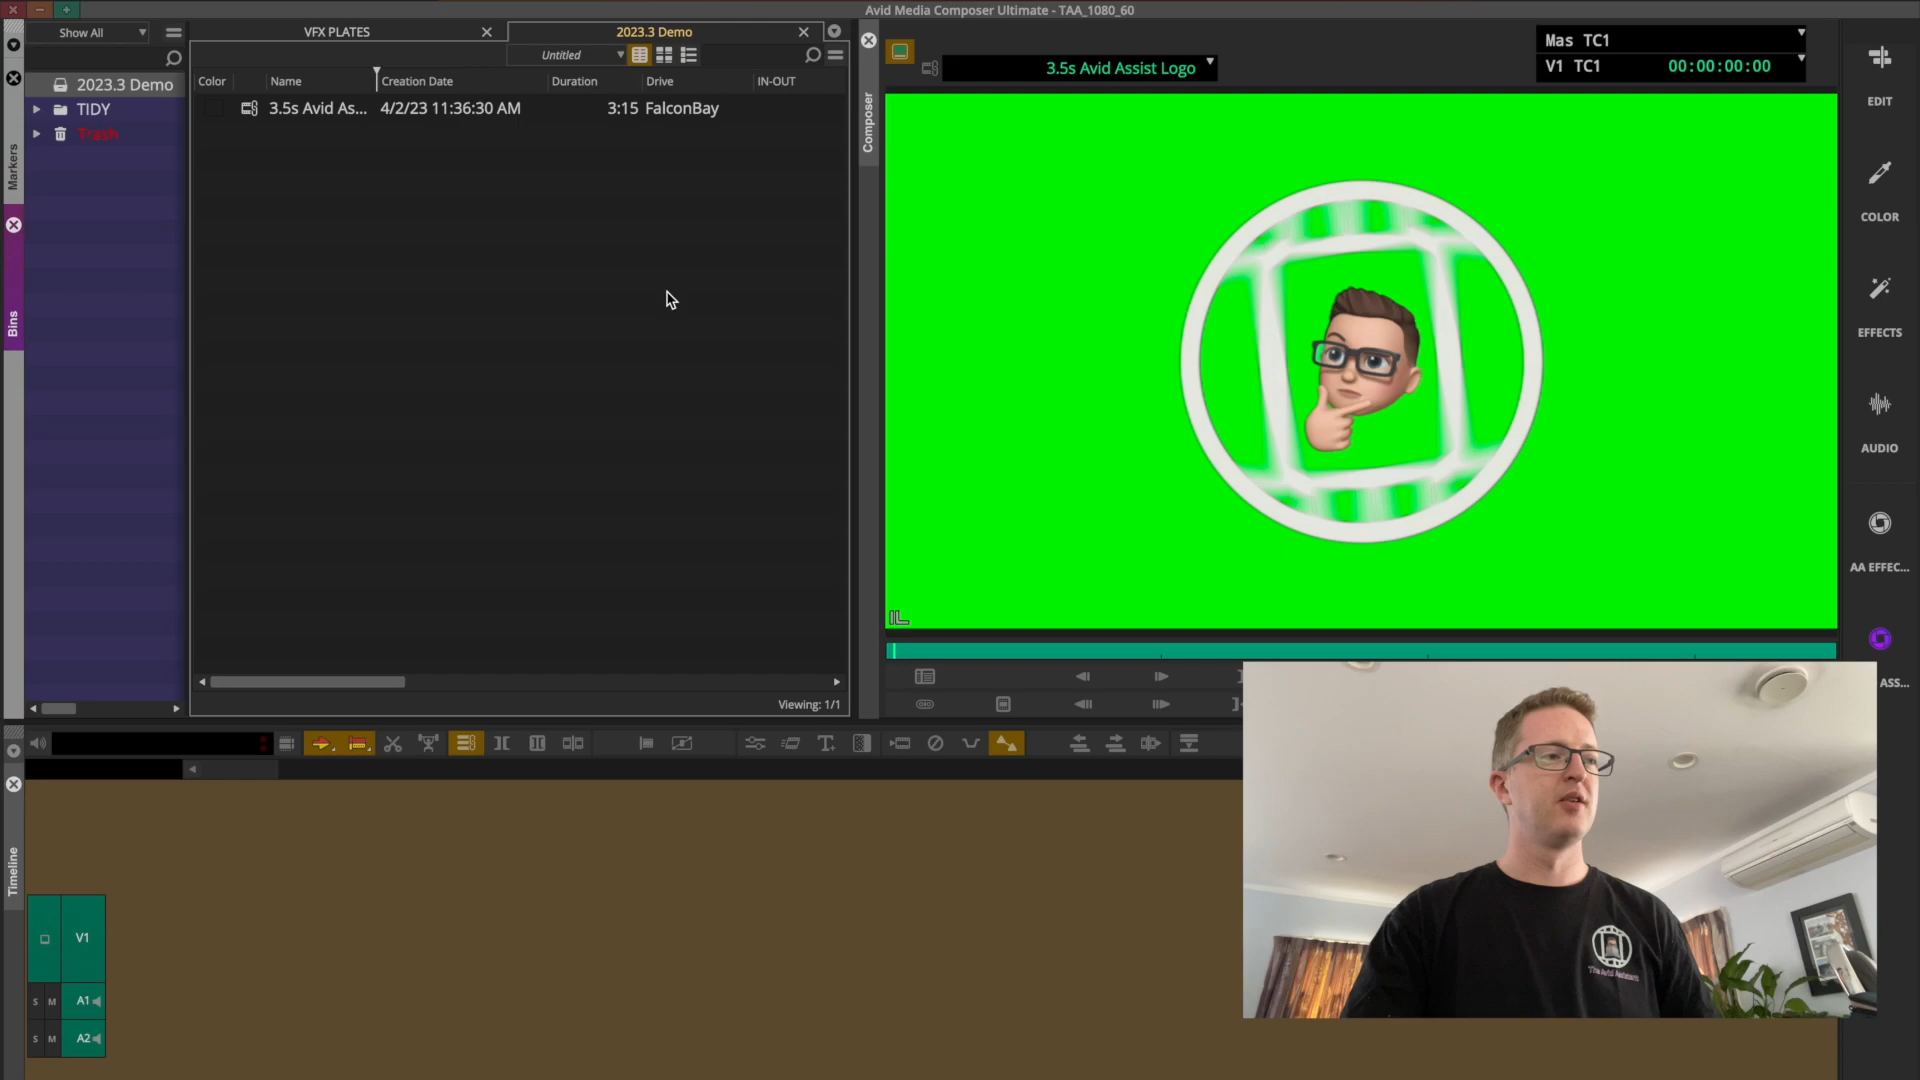 Avid Media Composer Ultimate - TAA_1080_60
Show All
VFX PLATES
2023.3 Demo
Untitled
Mas TC1
V1 TC1 00:00:00:00
3.5s Avid Assist Logo
Color
Name
Creation Date
Duration
Drive
IN-OUT
2023.3 Demo
TIDY
Trash
3.5s Avid As...
4/2/23 11:36:30 AM
3:15
FalconBay
Markers
Bins
Composer
EDIT
COLOR
EFFECTS
AUDIO
AA EFFEC...
ASS...
Viewing: 1/1
Timeline
V1
S M A1
S M A2
The Avid Assistant